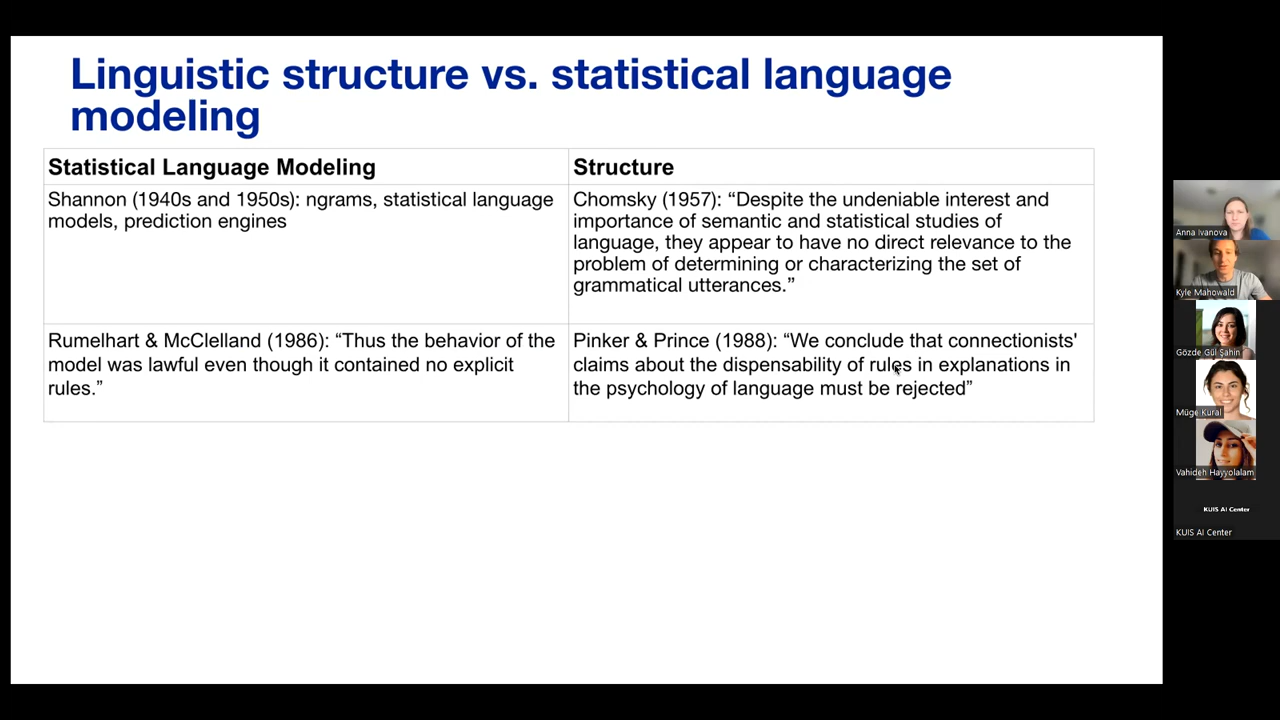 Linguistic structure vs. statistical language
modeling
Statistical Language Modeling
Structure
Shannon (1940s and 1950s): ngrams, statistical language
models, prediction engines
Chomsky (1957): “Despite the undeniable interest and
importance of semantic and statistical studies of
language, they appear to have no direct relevance to the
problem of determining or characterizing the set of
grammatical utterances.”
Rumelhart & McClelland (1986): “Thus the behavior of the
model was lawful even though it contained no explicit
rules.”
Pinker & Prince (1988): “We conclude that connectionists'
claims about the dispensability of rules in explanations in
the psychology of language must be rejected”
Anna Ivanova
Kyle Mahowald
Gözde Gül Şahin
Müge Kural
Vahideh Hayyolalam
KUIS AI Center
KUIS AI Center